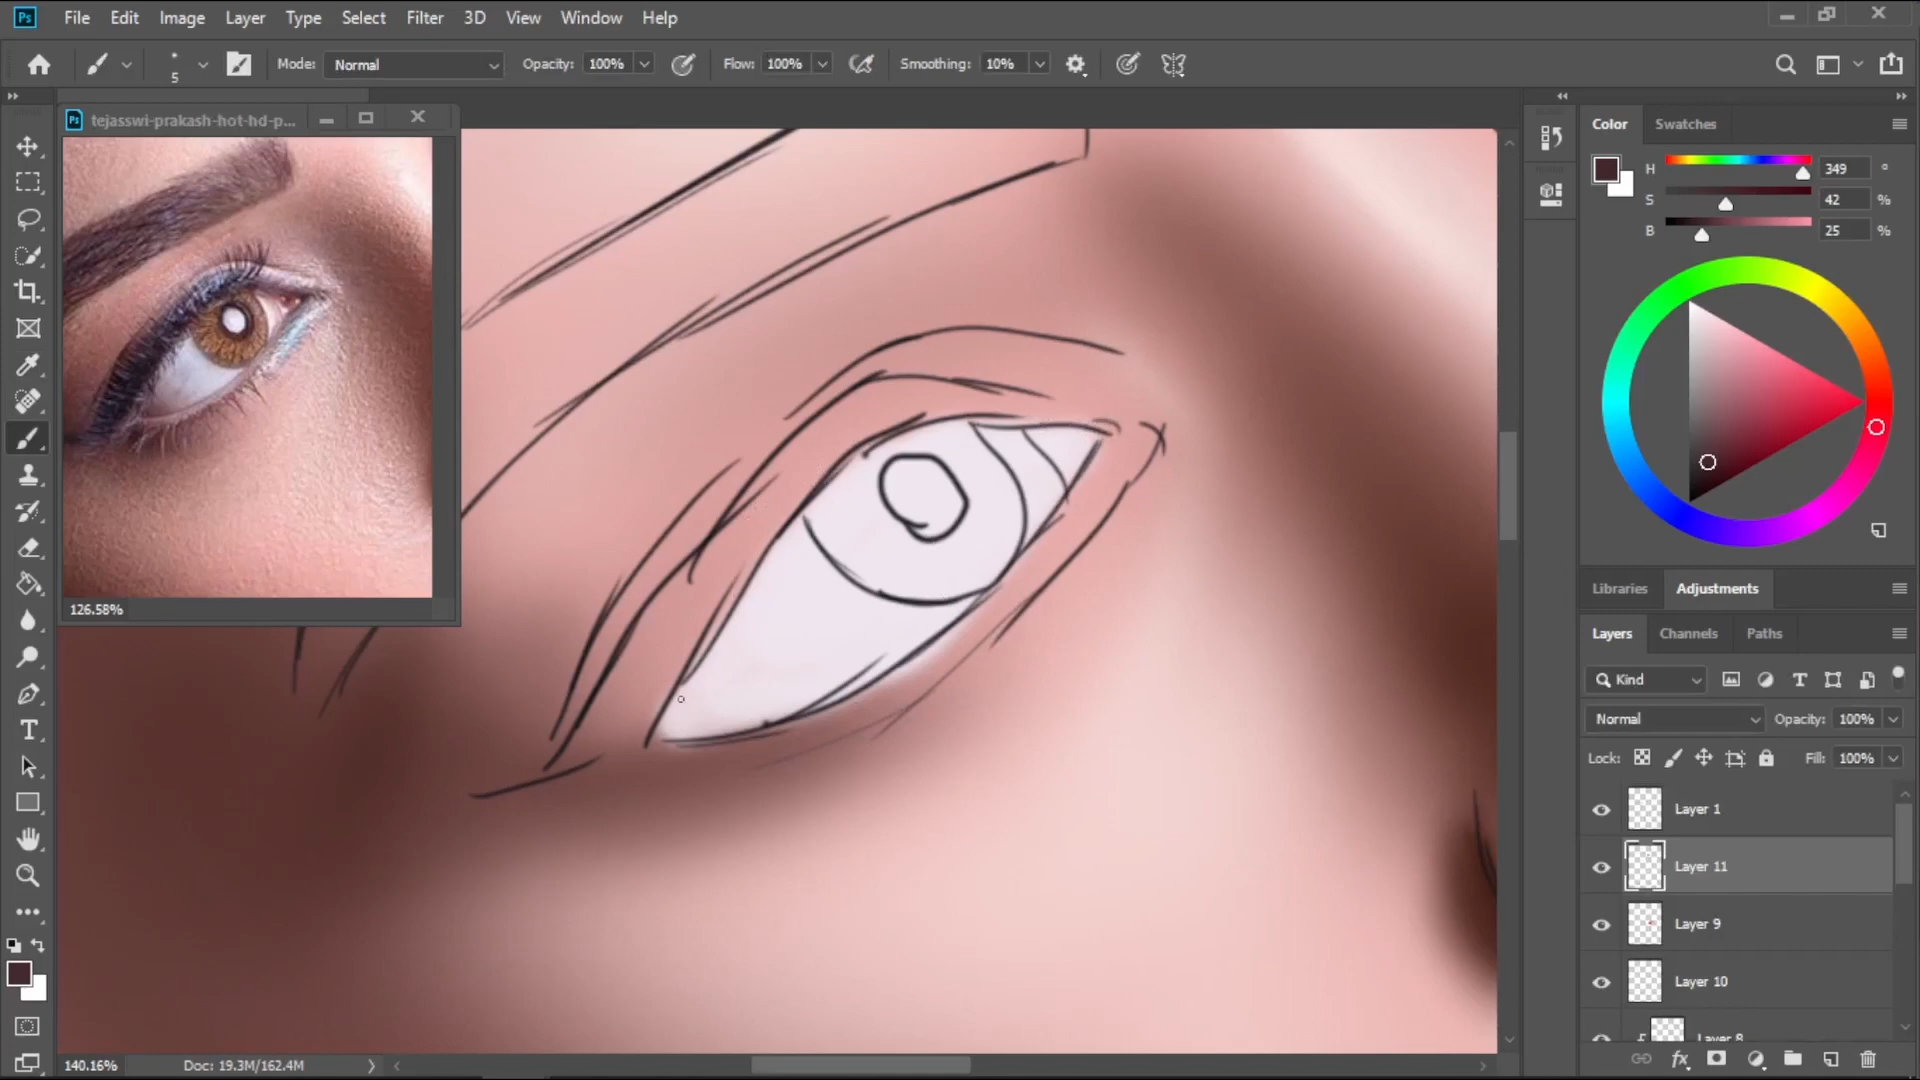 Ps File Edit Image Layer Type Select Filter 3D View Window Help
5 Mode: Normal Opacity: 100% Flow: 100% Smoothing: 10%
Ps tejasswi-prakash-hot-hd-p...
126.58%
Color Swatches
H 349 °
S 42 %
B 25 %
Libraries Adjustments
Layers Channels Paths
Kind
Normal Opacity: 100%
Lock: Fill: 100%
Layer 1
Layer 11
Layer 9
Layer 10
Layer 8
140.16% Doc: 19.3M/162.4M